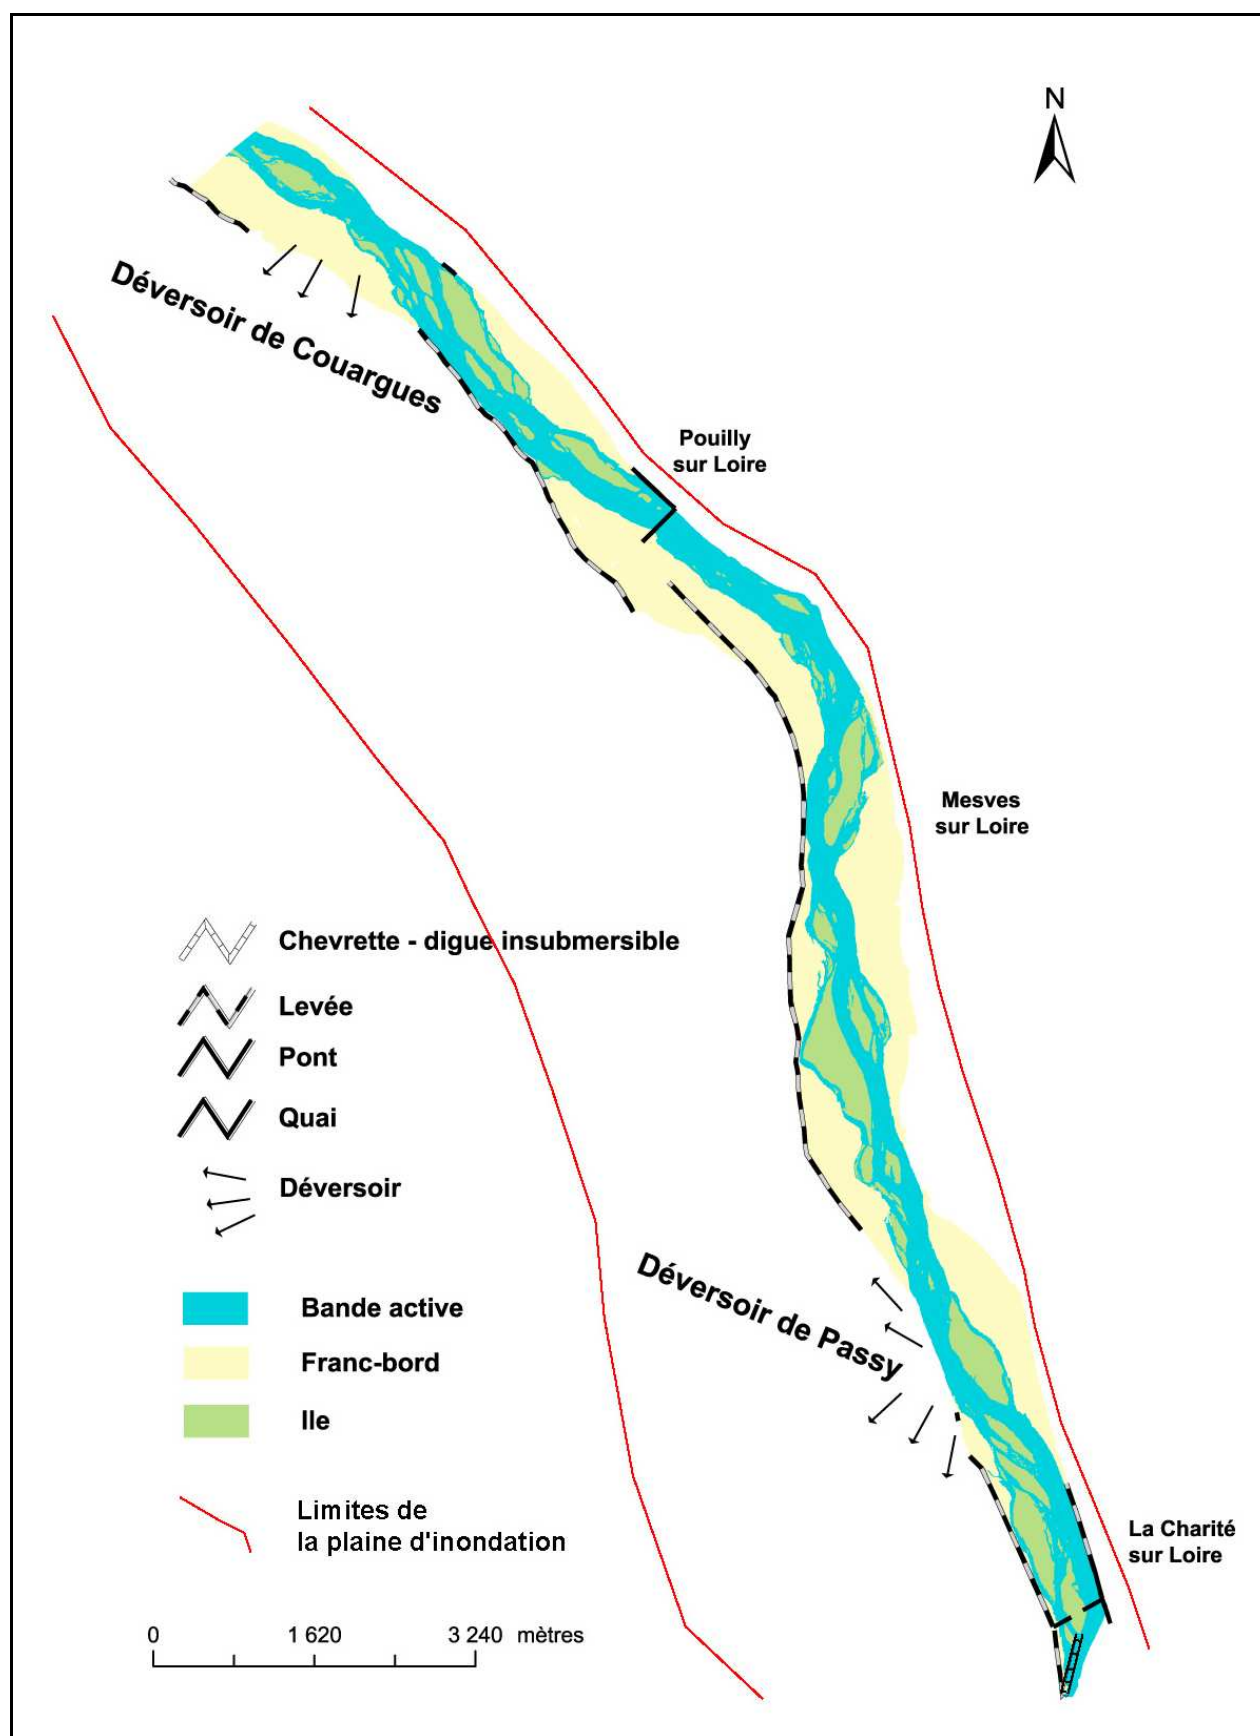 N
Déversoir de Couargues
Pouilly
sur Loire
Mesves
sur Loire
Chevrette - digue insubmersible
Levée
Pont
Quai
Déversoir
Déversoir de Passy
Bande active
Franc-bord
Ile
Limites de
la plaine d'inondation
La Charité
sur Loire
0 1 620 3 240 mètres